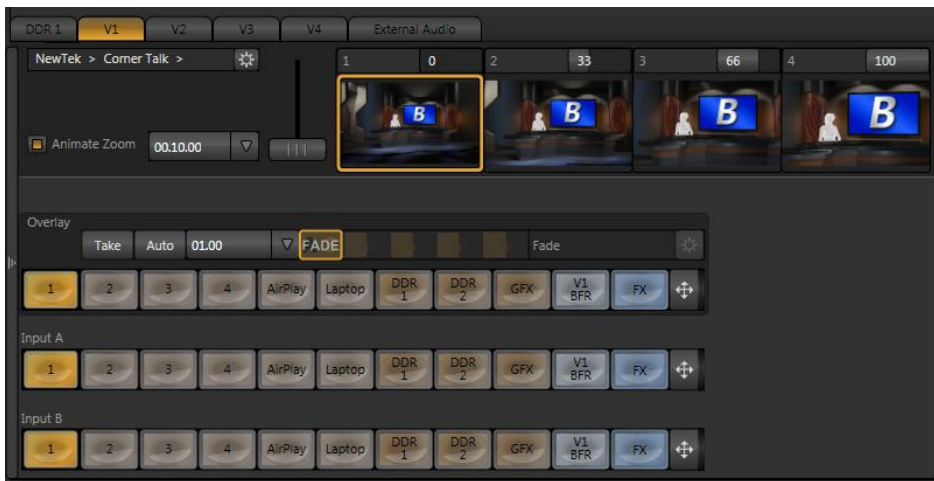 DDR 1 V1 V2 V3 V4 External Audio
NewTek > Corner Talk >
1 0 2 33 3 66 4 100
B B B B
Animate Zoom 00.10.00
Overlay
Take Auto 01.00 FADE Fade
1 2 3 4 AirPlay Laptop DDR 1 DDR 2 GFX V1 BFR FX
Input A
1 2 3 4 AirPlay Laptop DDR 1 DDR 2 GFX V1 BFR FX
Input B
1 2 3 4 AirPlay Laptop DDR 1 DDR 2 GFX V1 BFR FX